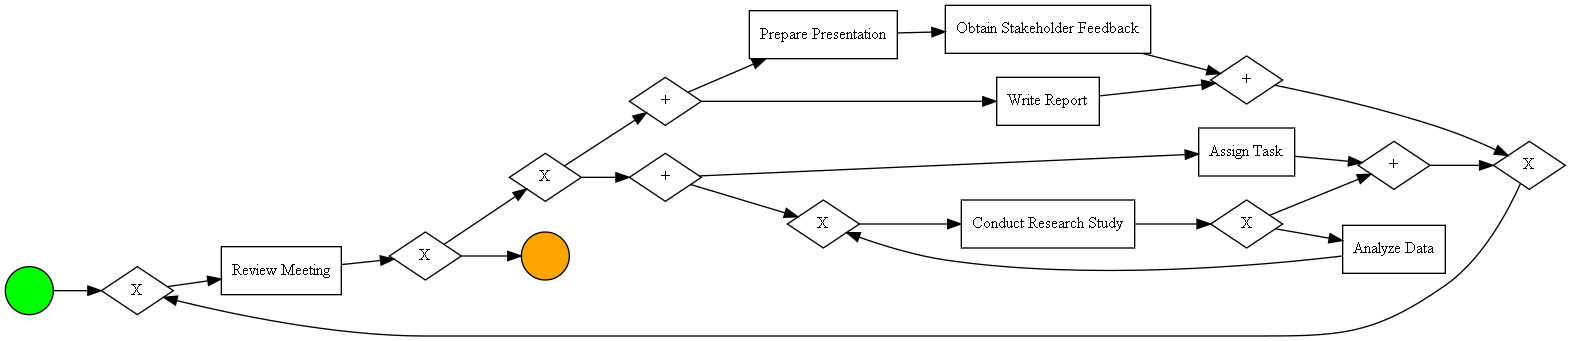 Prepare Presentation
Obtain Stakeholder Feedback
+
+
Write Report
Assign Task
+
X
X
+
X
X
Conduct Research Study
X
Analyze Data
X
Review Meeting
X